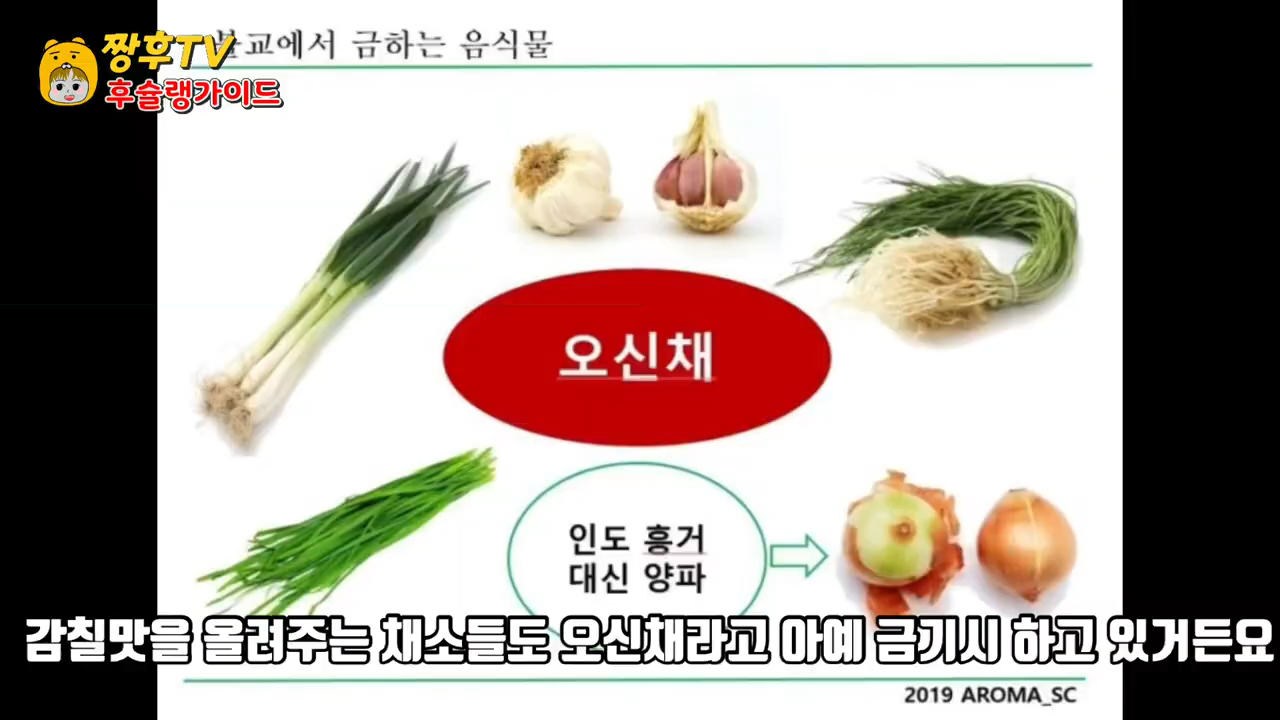 짱후TV
후슐랭가이드
불교에서 금하는 음식물
오신채
인도 흥거
대신 양파
감칠맛을 올려주는 채소들도 오신채라고 아예 금기시 하고 있거든요
2019 AROMA_SC